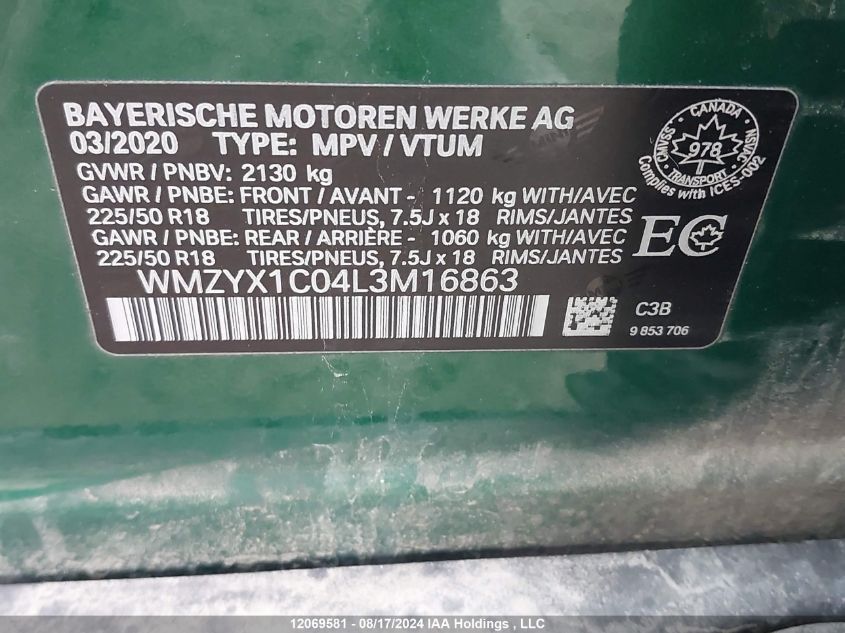 BAYERISCHE MOTOREN WERKE AG
03/2020 TYPE: MPV / VTUM
GVWR / PNBV: 2130 kg
GAWR / PNBE: FRONT / AVANT - 1120 kg WITH/AVEC
225/50 R18 TIRES/PNEUS, 7.5J x 18 RIMS/JANTES
GAWR / PNBE: REAR / ARRIÈRE - 1060 kg WITH/AVEC
225/50 R18 TIRES/PNEUS, 7.5J x 18 RIMS/JANTES
WMZYX1C04L3M16863
CANADA
CMVSS 978 NSVAC
TRANSPORT
Complies with ICES-002
EC
C3B
9 853 706
12069581 - 08/17/2024 IAA Holdings , LLC